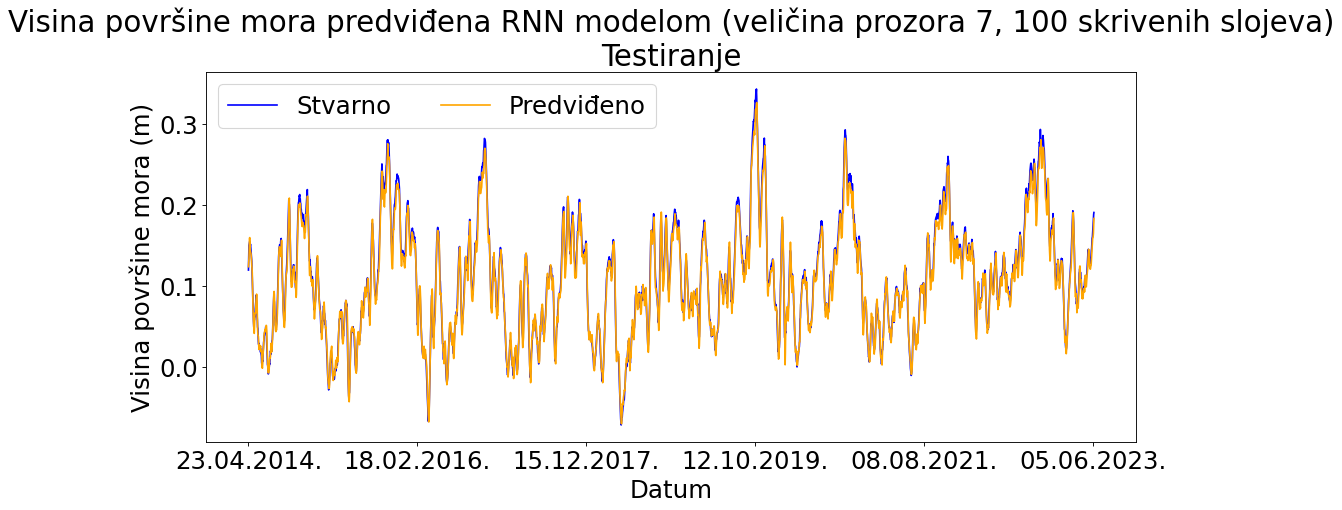 Visina površine mora predviđena RNN modelom (veličina prozora 7, 100 skrivenih slojeva)
Testiranje
Stvarno Predviđeno
Visina površine mora (m)
0.3
0.2
0.1
0.0
23.04.2014. 18.02.2016. 15.12.2017. 12.10.2019. 08.08.2021. 05.06.2023.
Datum